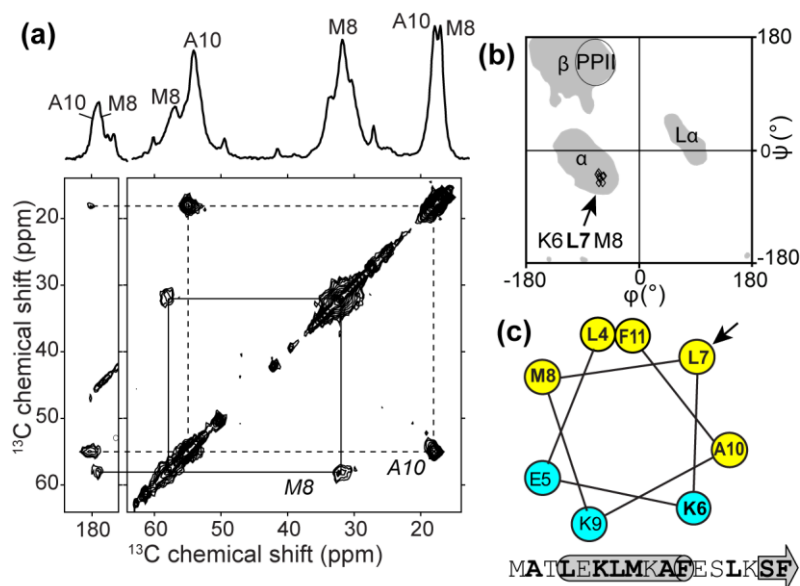 (a)
A10
M8
M8
A10
M8
A10
M8
20
30
40
50
60
180
60
50
40
30
20
¹³C chemical shift (ppm)
¹³C chemical shift (ppm)
M8
A10
(b)
180
0
-180
-180
0
180
ψ(°)
φ(°)
β
PPII
Lα
α
K6 L7 M8
(c)
L4
F11
L7
M8
A10
E5
K6
K9
MATLEKLMKAFESLKSF